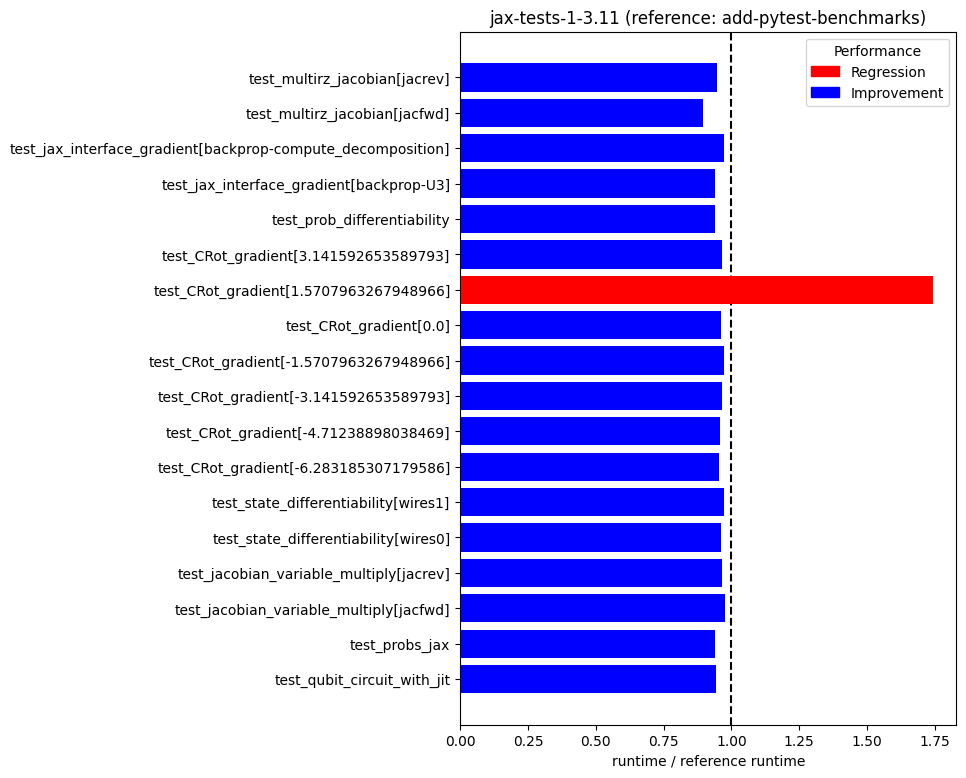 jax-tests-1-3.11 (reference: add-pytest-benchmarks)
Performance
Regression
Improvement
test_multirz_jacobian[jacrev]
test_multirz_jacobian[jacfwd]
test_jax_interface_gradient[backprop-compute_decomposition]
test_jax_interface_gradient[backprop-U3]
test_prob_differentiability
test_CRot_gradient[3.141592653589793]
test_CRot_gradient[1.5707963267948966]
test_CRot_gradient[0.0]
test_CRot_gradient[-1.5707963267948966]
test_CRot_gradient[-3.141592653589793]
test_CRot_gradient[-4.71238898038469]
test_CRot_gradient[-6.283185307179586]
test_state_differentiability[wires1]
test_state_differentiability[wires0]
test_jacobian_variable_multiply[jacrev]
test_jacobian_variable_multiply[jacfwd]
test_probs_jax
test_qubit_circuit_with_jit
0.00 0.25 0.50 0.75 1.00 1.25 1.50 1.75
runtime / reference runtime